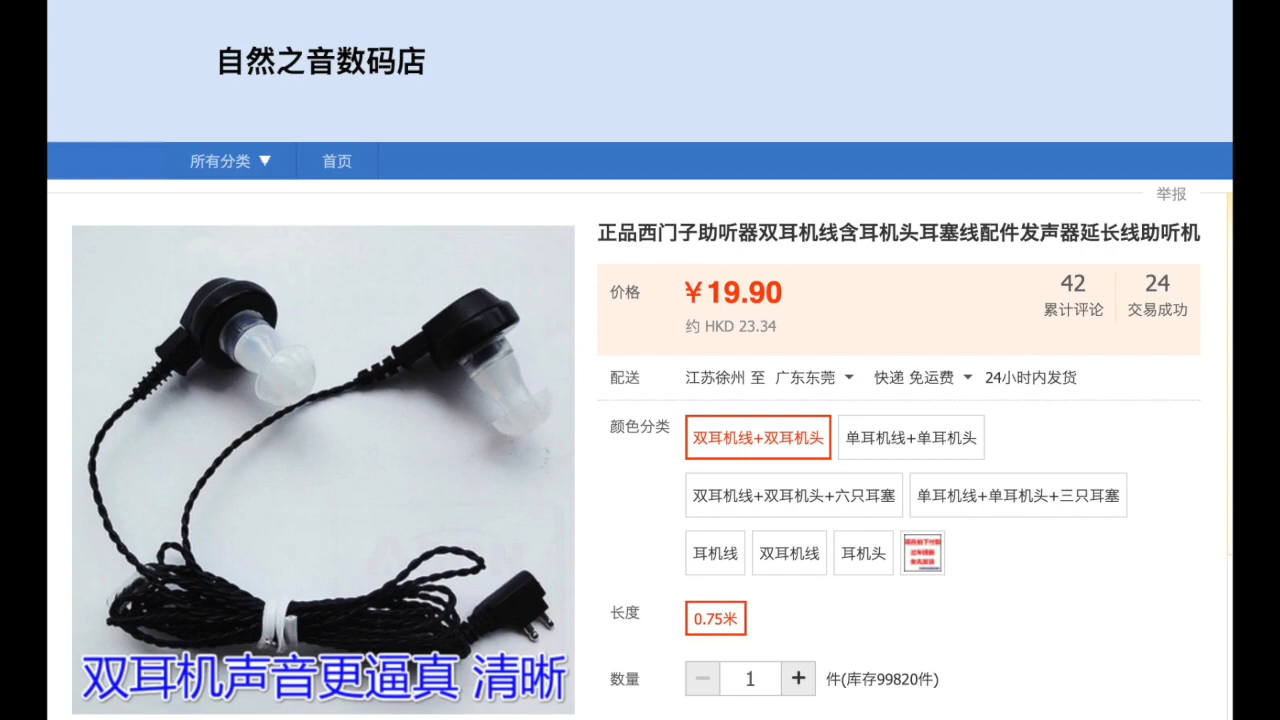 自然之音数码店
所有分类 ▼ 首页
举报
正品西门子助听器双耳机线含耳机头耳塞线配件发声器延长线助听机
价格 ￥19.90
约 HKD 23.34
42
累计评论
24
交易成功
配送 江苏徐州 至 广东东莞 快递 免运费 24小时内发货
颜色分类
双耳机线+双耳机头 单耳机线+单耳机头
双耳机线+双耳机头+六只耳塞 单耳机线+单耳机头+三只耳塞
耳机线 双耳机线 耳机头
长度 0.75米
数量 − 1 + 件(库存99820件)
双耳机声音更逼真 清晰